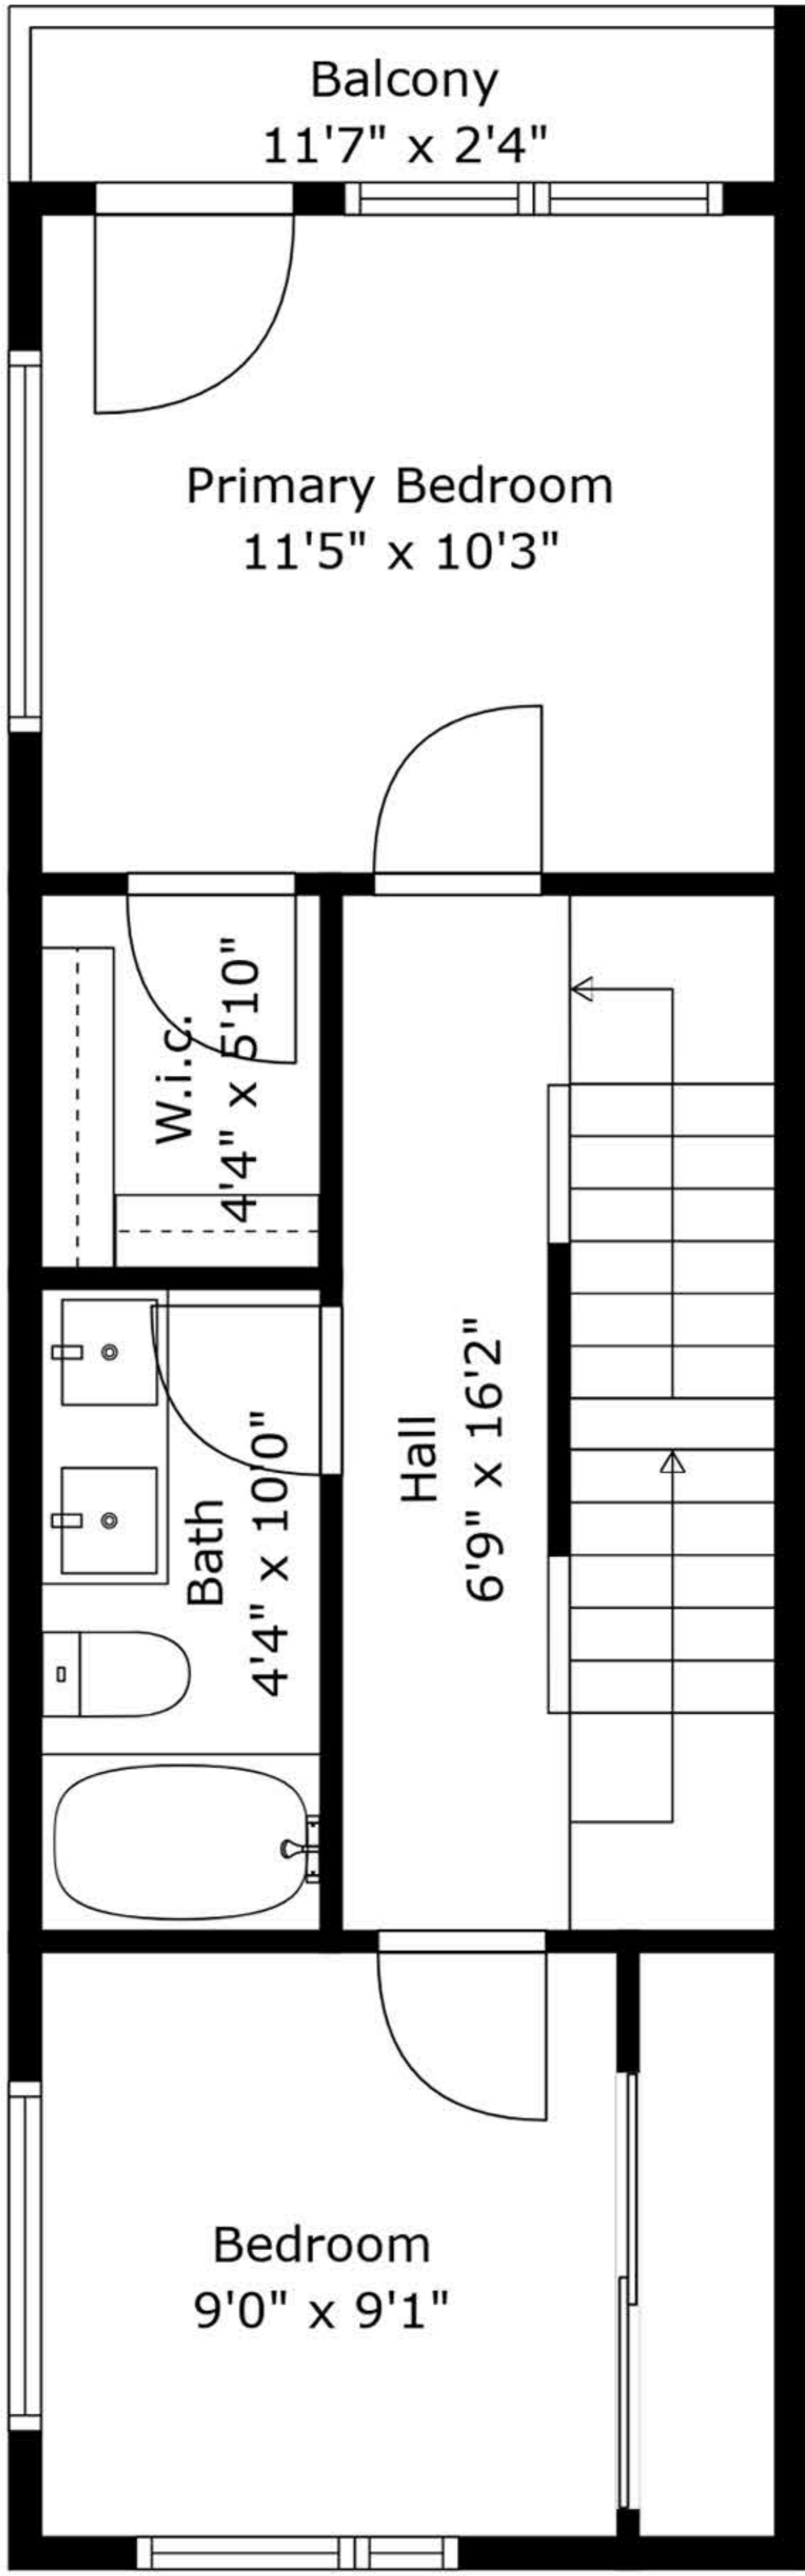 Balcony
11'7" x 2'4"
Primary Bedroom
11'5" x 10'3"
W.i.c.
4'4" x 5'10"
Bath
4'4" x 10'0"
Hall
6'9" x 16'2"
Bedroom
9'0" x 9'1"